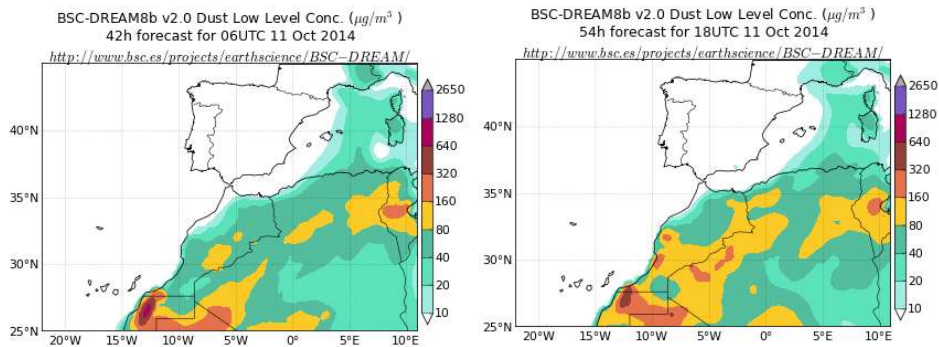 BSC-DREAM8b v2.0 Dust Low Level Conc. (μg/m³ )
42h forecast for 06UTC 11 Oct 2014
http://www.bsc.es/projects/earthscience/BSC−DREAM/
40°N
35°N
30°N
25°N
20°W
15°W
10°W
5°W
0°
5°E
10°E
2650
1280
640
320
160
80
40
20
10
BSC-DREAM8b v2.0 Dust Low Level Conc. (μg/m³ )
54h forecast for 18UTC 11 Oct 2014
http://www.bsc.es/projects/earthscience/BSC−DREAM/
40°N
35°N
30°N
25°N
20°W
15°W
10°W
5°W
0°
5°E
10°E
2650
1280
640
320
160
80
40
20
10